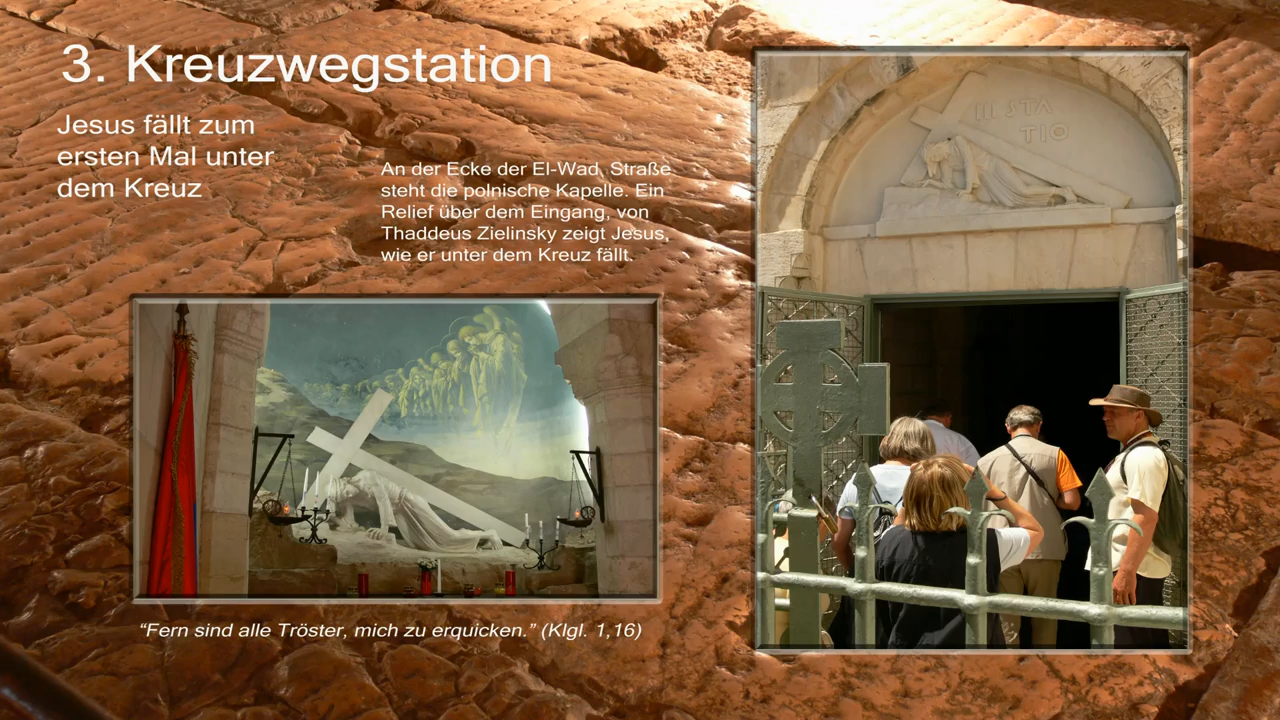 3. Kreuzwegstation
Jesus fällt zum
ersten Mal unter
dem Kreuz
An der Ecke der El-Wad Straße
steht die polnische Kapelle. Ein
Relief über dem Eingang, von
Thaddeus Zielinsky zeigt Jesus,
wie er unter dem Kreuz fällt.
III STA
TIO
“Fern sind alle Tröster, mich zu erquicken.” (Klgl. 1,16)